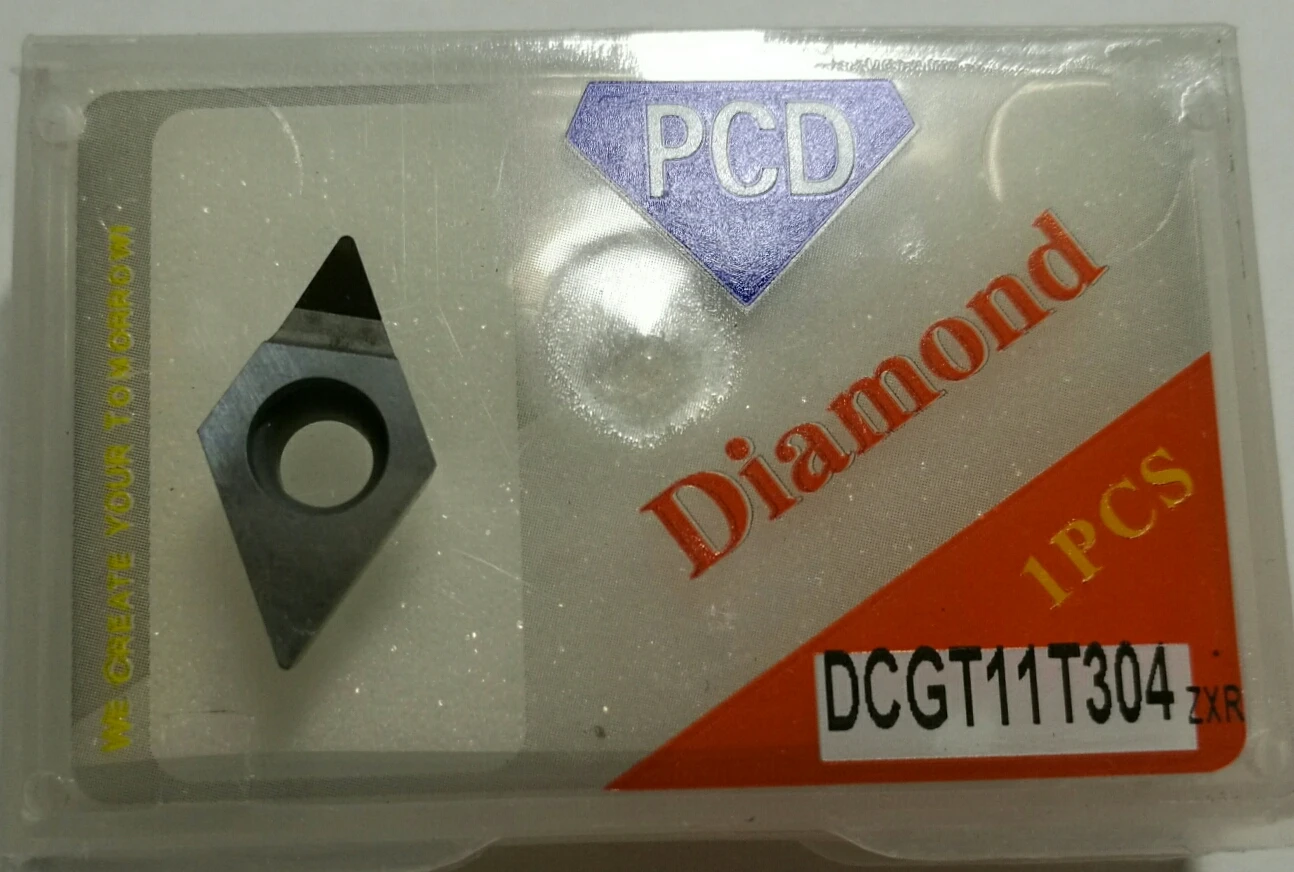 PCD
Diamond
1PCS
DCGT11T304 ZXR
WE CREATE YOUR TOMORROW!